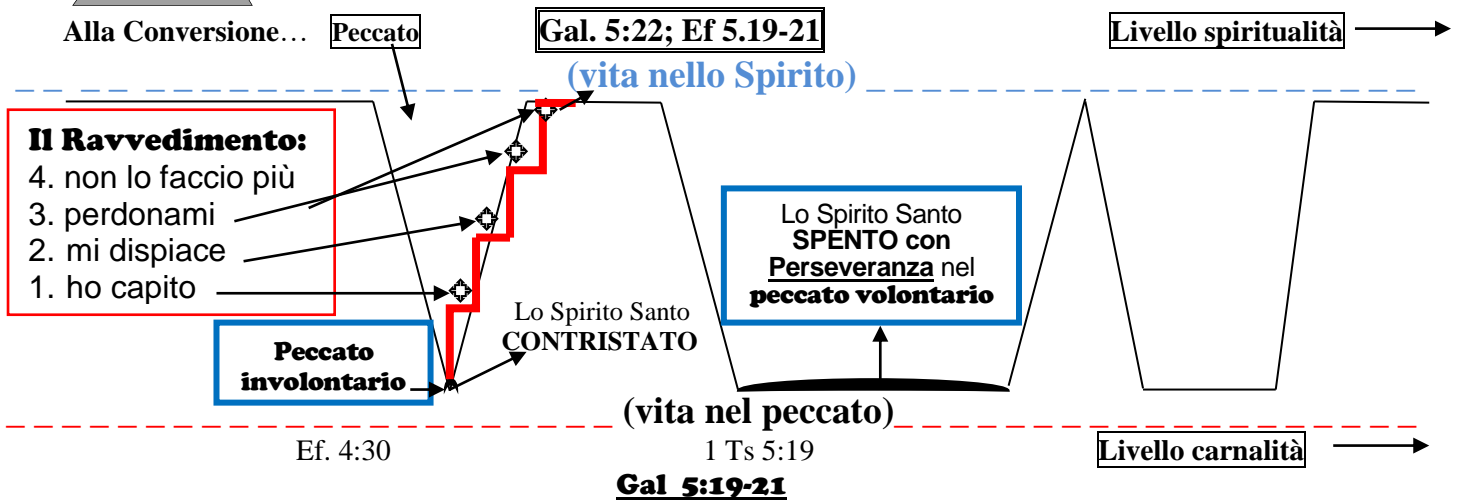 Alla Conversione…
Peccato
Gal. 5:22; Ef 5.19-21
Livello spiritualità
(vita nello Spirito)
Il Ravvedimento:
4. non lo faccio più
3. perdonami
2. mi dispiace
1. ho capito
Lo Spirito Santo
SPENTO con
Perseveranza nel
peccato volontario
Lo Spirito Santo
CONTRISTATO
Peccato
involontario
(vita nel peccato)
Ef. 4:30
1 Ts 5:19
Livello carnalità
Gal 5:19-21